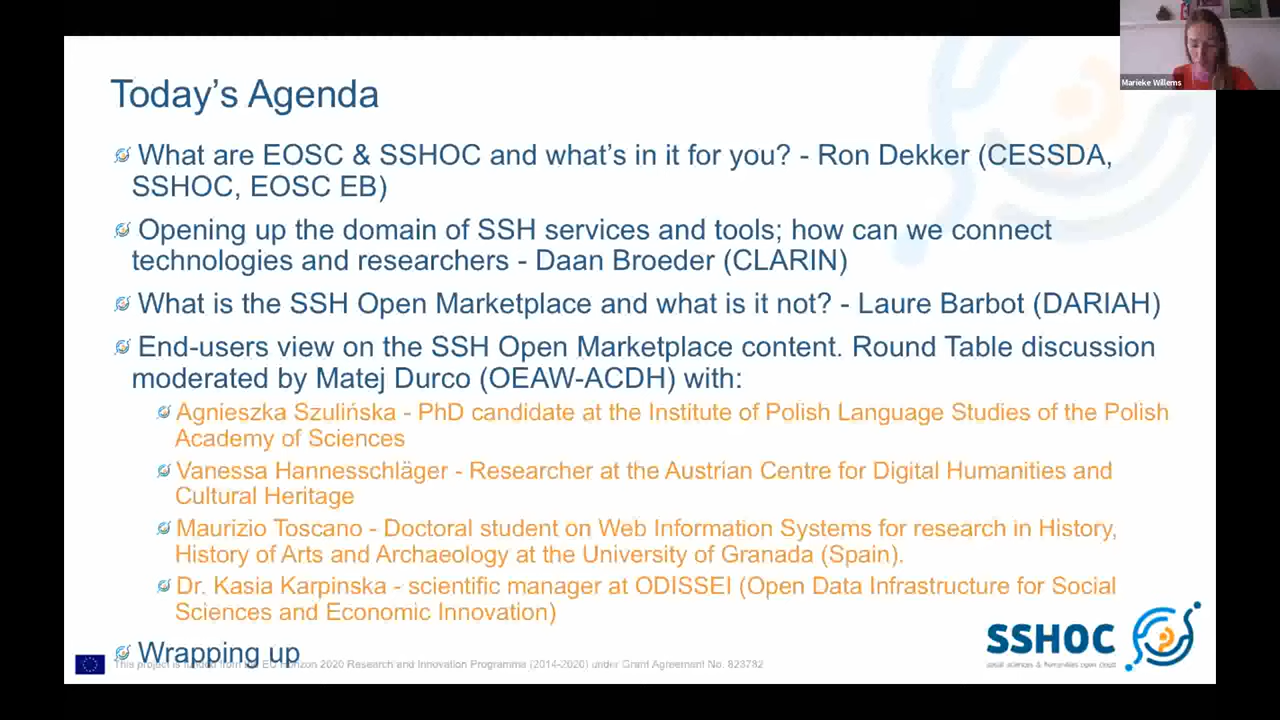 Marieke Willems
Today's Agenda
What are EOSC & SSHOC and what's in it for you? - Ron Dekker (CESSDA,
SSHOC, EOSC EB)
Opening up the domain of SSH services and tools; how can we connect
technologies and researchers - Daan Broeder (CLARIN)
What is the SSH Open Marketplace and what is it not? - Laure Barbot (DARIAH)
End-users view on the SSH Open Marketplace content. Round Table discussion
moderated by Matej Durco (OEAW-ACDH) with:
Agnieszka Szulińska - PhD candidate at the Institute of Polish Language Studies of the Polish
Academy of Sciences
Vanessa Hannesschläger - Researcher at the Austrian Centre for Digital Humanities and
Cultural Heritage
Maurizio Toscano - Doctoral student on Web Information Systems for research in History,
History of Arts and Archaeology at the University of Granada (Spain).
Dr. Kasia Karpinska - scientific manager at ODISSEI (Open Data Infrastructure for Social
Sciences and Economic Innovation)
Wrapping up
This project is funded from the EU Horizon 2020 Research and Innovation Programme (2014-2020) under Grant Agreement No. 823782
SSHOC
social sciences & humanities open cloud